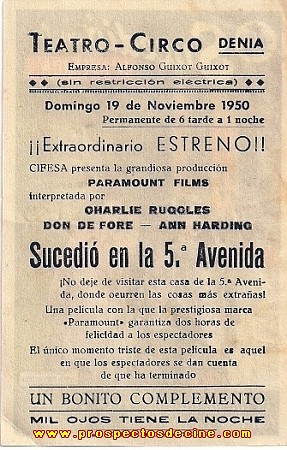 TEATRO-CIRCO DENIA
EMPRESA: ALFONSO GUIXOT GUIXOT
(sin restricción eléctrica)
Domingo 19 de Noviembre 1950
Permanente de 6 tarde a 1 noche
¡¡Extraordinario ESTRENO!!
CIFESA presenta la grandiosa producción
PARAMOUNT FILMS
interpretada por
CHARLIE RUGGLES
DON DE FORE — ANN HARDING
Sucedió en la 5.ª Avenida
¡No deje de visitar esta casa de la 5.ª Aveni-
da, donde ocurren las cosas más extrañas!
Una película con la que la prestigiosa marca
«Paramount» garantiza dos horas de
felicidad a los espectadores
El único momento triste de esta película es aquel
en que los espectadores se dan cuenta
de que ha terminado
UN BONITO COMPLEMENTO
MIL OJOS TIENE LA NOCHE
www.prospectosdecine.com